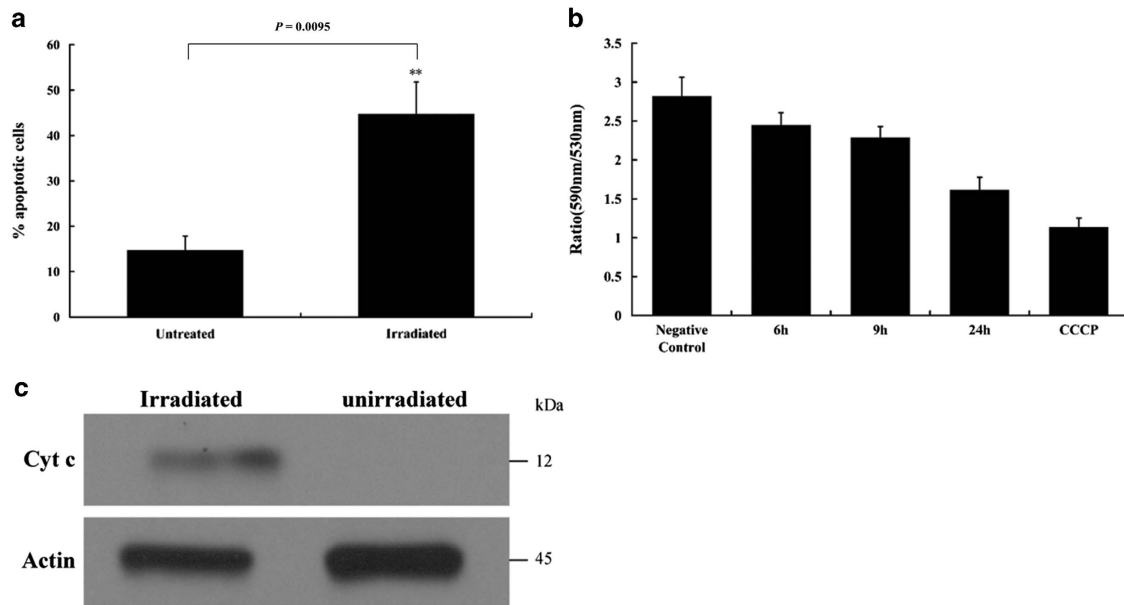 a
P = 0.0095
60
50
40
30
20
10
0
% apoptotic cells
**
Untreated
Irradiated
b
3.5
3
2.5
2
1.5
1
0.5
0
Ratio(590nm/530nm)
Negative
Control
6h
9h
24h
CCCP
c
Irradiated
unirradiated
kDa
Cyt c
12
Actin
45